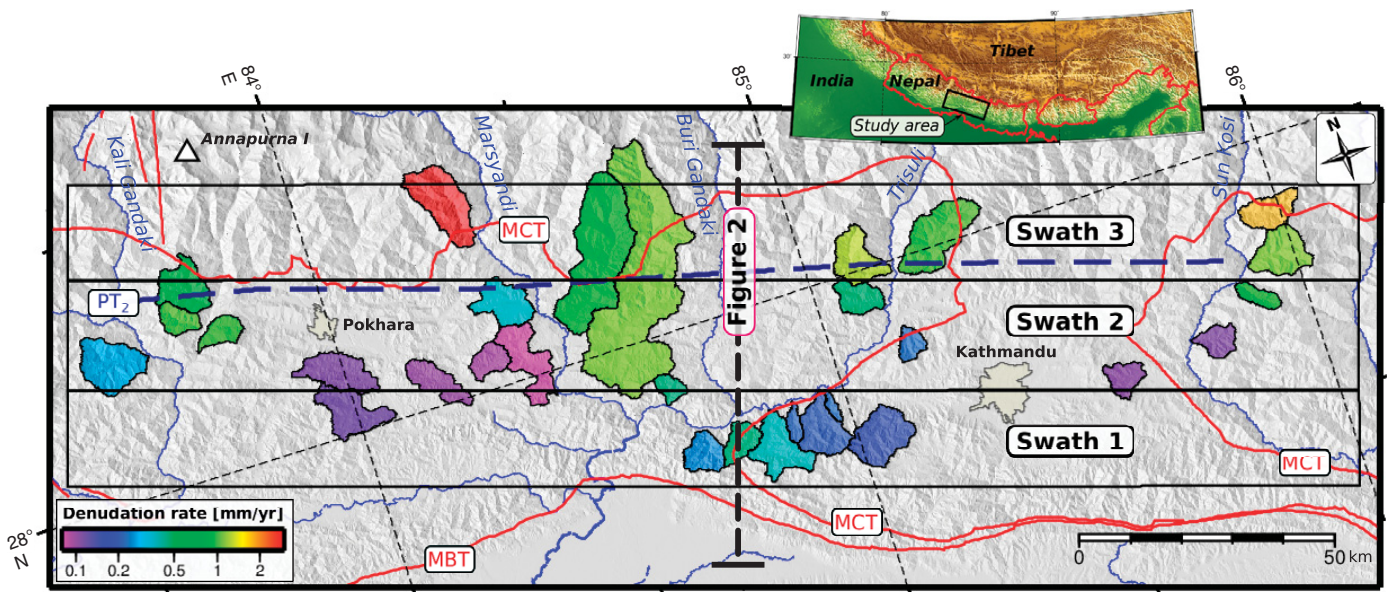 80°
90°
30°
Tibet
India
Nepal
Study area
84°
E
85°
86°
N
Annapurna I
Kali Gandaki
Marsyandi
Buri Gandaki
Trisuli
Sun Kosi
MCT
Swath 3
PT2
Pokhara
Figure 2
Swath 2
Kathmandu
Swath 1
MCT
Denudation rate [mm/yr]
0.1 0.2 0.5 1 2
MCT
MBT
28°
N
0 50 km